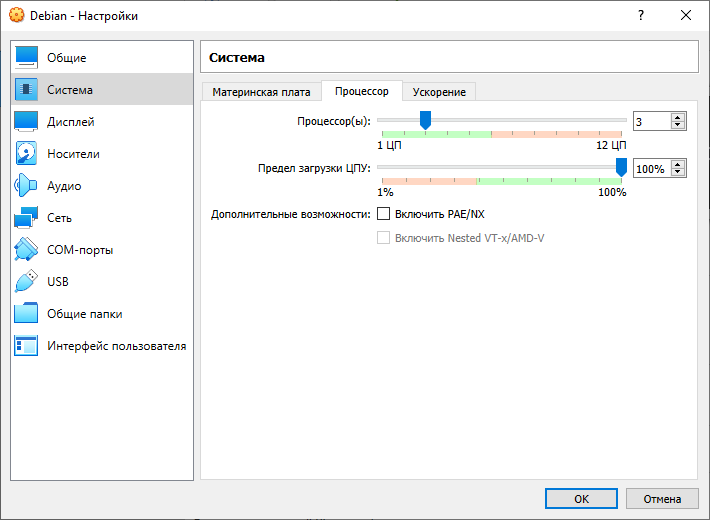 Debian - Настройки
Общие
Система
Дисплей
Носители
Аудио
Сеть
COM-порты
USB
Общие папки
Интерфейс пользователя
Система
Материнская плата
Процессор
Ускорение
Процессор(ы):
3
1 ЦП
12 ЦП
Предел загрузки ЦПУ:
100%
1%
100%
Дополнительные возможности:
Включить PAE/NX
Включить Nested VT-x/AMD-V
OK
Отмена